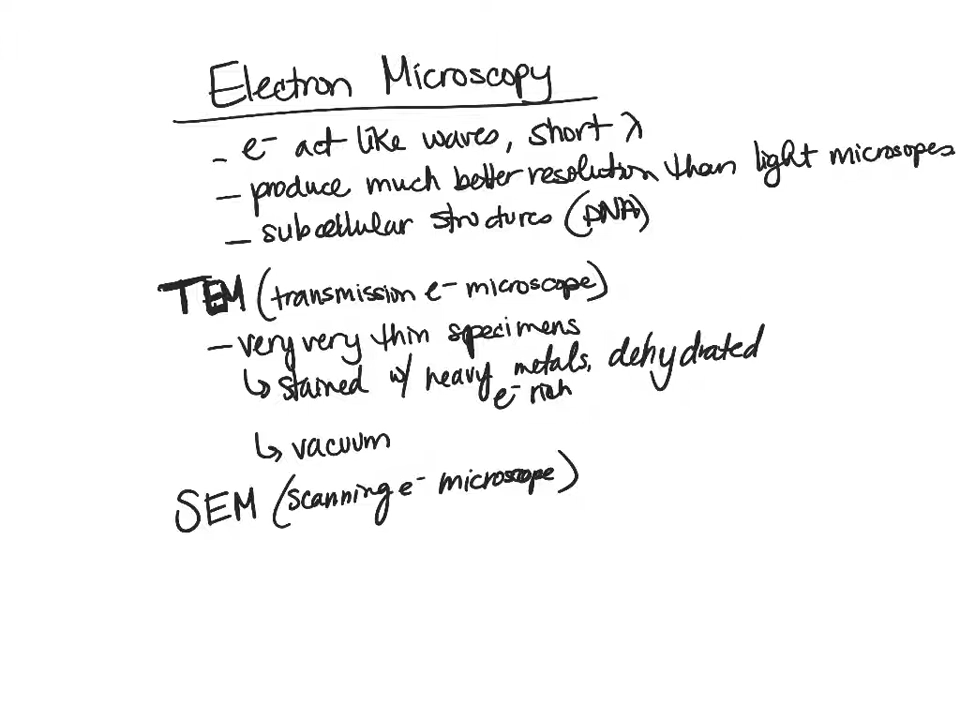 Electron Microscopy
- e⁻ act like waves, short λ
- produce much better resolution than light microsopes
- subcellular structures (DNA)
TEM (transmission e⁻ microscope)
- very very thin specimens
↳ stained w/ heavy metals, dehydrated
e⁻ rich
↳ vacuum
SEM (scanning e⁻ microscope)